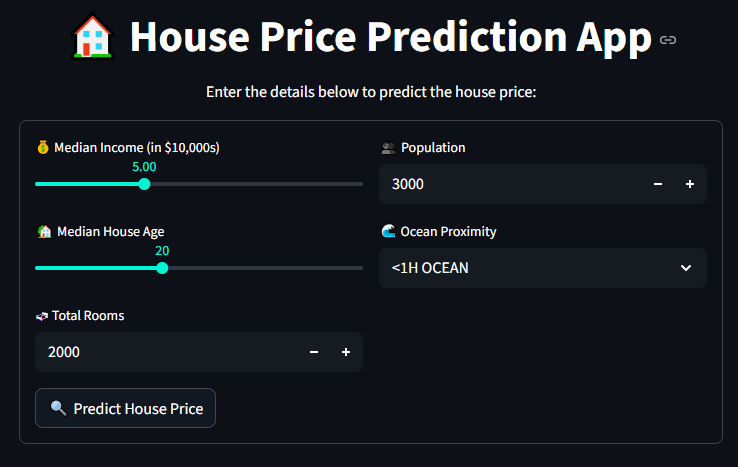 House Price Prediction App
Enter the details below to predict the house price:
Median Income (in $10,000s)
5.00
Population
3000
Median House Age
20
Ocean Proximity
<1H OCEAN
Total Rooms
2000
Predict House Price